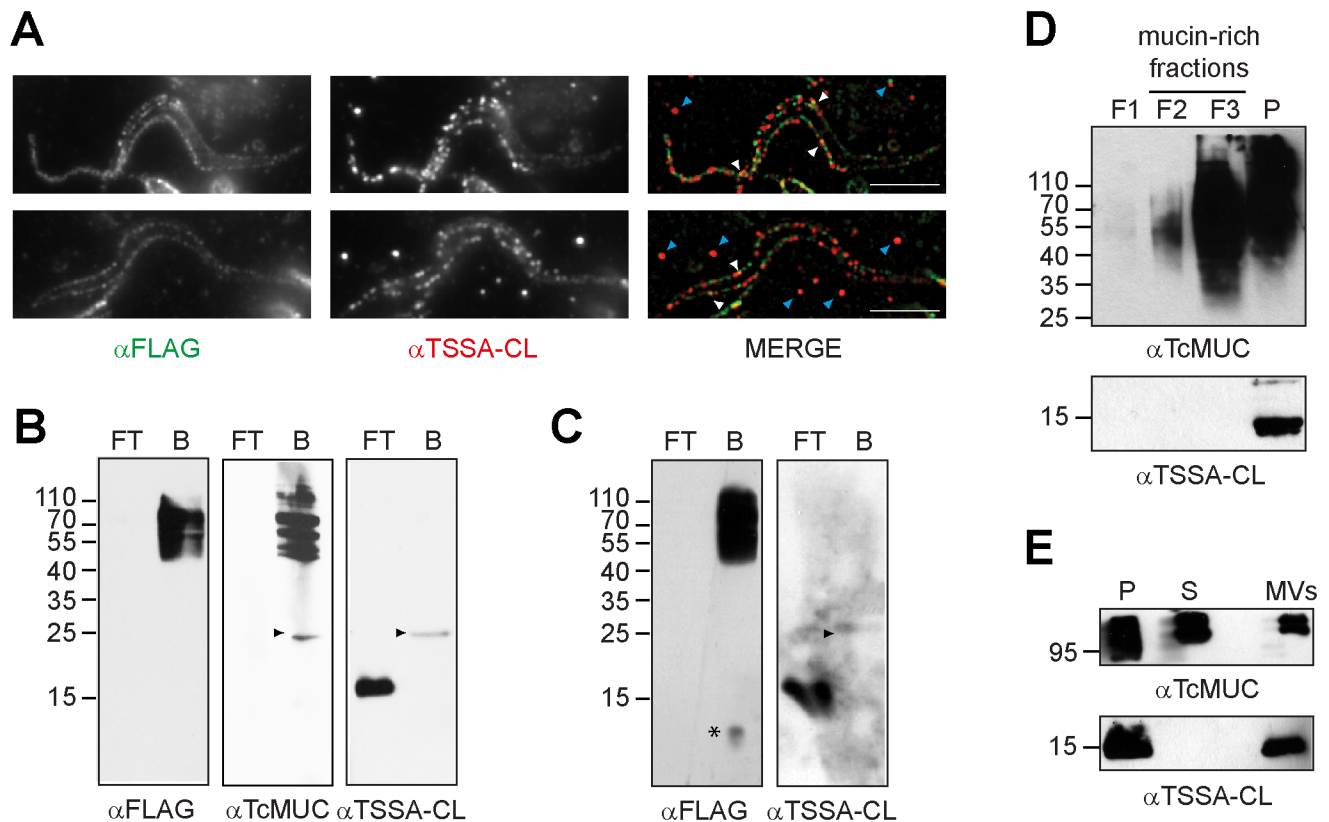 A
αFLAG
αTSSA-CL
MERGE
B
FT B FT B FT B
110
70
55
40
35
25
15
αFLAG αTcMUC αTSSA-CL
C
FT B FT B
110
70
55
40
35
25
15
*
αFLAG αTSSA-CL
D
mucin-rich
fractions
F1 F2 F3 P
110
70
55
40
35
25
αTcMUC
15
αTSSA-CL
E
P S MVs
95
αTcMUC
15
αTSSA-CL